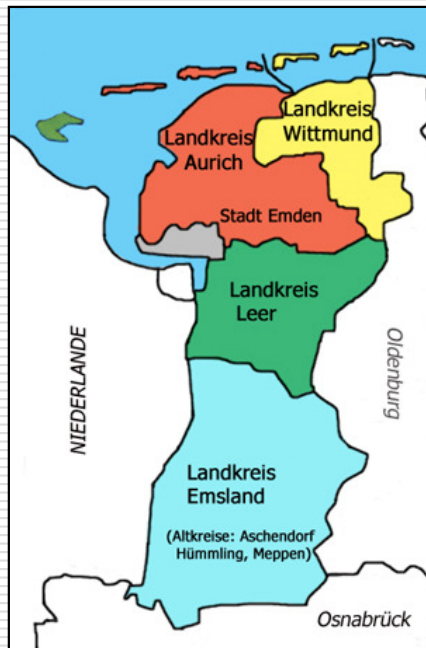 Landkreis
Wittmund
Landkreis
Aurich
Stadt Emden
Landkreis
Leer
NIEDERLANDE
Oldenburg
Landkreis
Emsland
(Altkreise: Aschendorf
Hümmling, Meppen)
Osnabrück